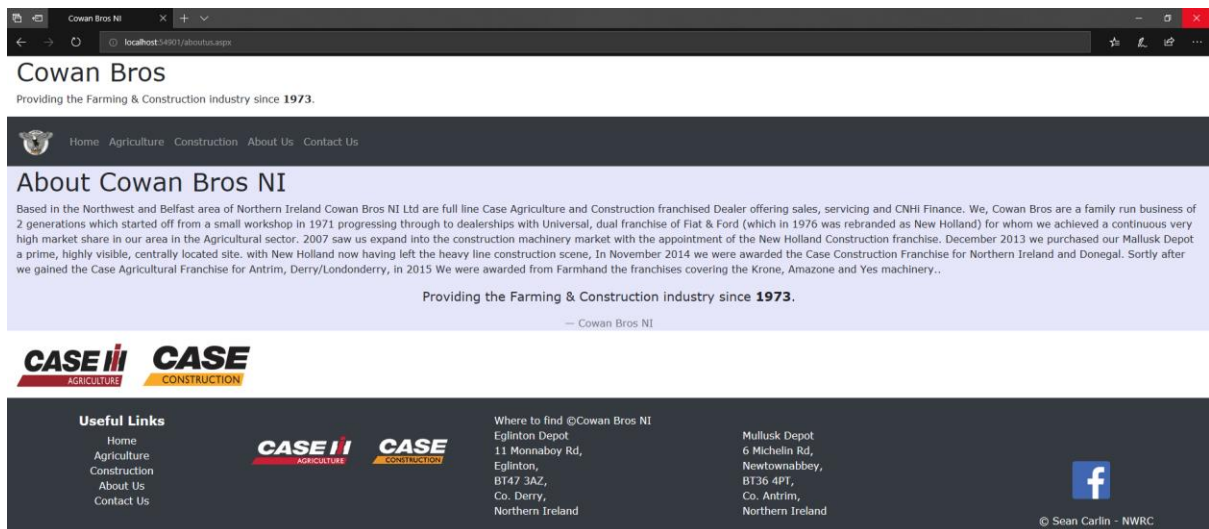 Cowan Bros NI
localhost:54901/aboutus.aspx
Cowan Bros
Providing the Farming & Construction industry since 1973.
Home Agriculture Construction About Us Contact Us
About Cowan Bros NI
Based in the Northwest and Belfast area of Northern Ireland Cowan Bros NI Ltd are full line Case Agriculture and Construction franchised Dealer offering sales, servicing and CNHi Finance. We, Cowan Bros are a family run business of
2 generations which started off from a small workshop in 1971 progressing through to dealerships with Universal, dual franchise of Fiat & Ford (which in 1976 was rebranded as New Holland) for whom we achieved a continuous very
high market share in our area in the Agricultural sector. 2007 saw us expand into the construction machinery market with the appointment of the New Holland Construction franchise. December 2013 we purchased our Mallusk Depot
a prime, highly visible, centrally located site. with New Holland now having left the heavy line construction scene, In November 2014 we were awarded the Case Construction Franchise for Northern Ireland and Donegal. Sortly after
we gained the Case Agricultural Franchise for Antrim, Derry/Londonderry, in 2015 We were awarded from Farmhand the franchises covering the Krone, Amazone and Yes machinery..
Providing the Farming & Construction industry since 1973.
— Cowan Bros NI
CASE IH
AGRICULTURE
CASE
CONSTRUCTION
Useful Links
Home
Agriculture
Construction
About Us
Contact Us
CASE IH
AGRICULTURE
CASE
CONSTRUCTION
Where to find ©Cowan Bros NI
Eglinton Depot
11 Monnaboy Rd,
Eglinton,
BT47 3AZ,
Co. Derry,
Northern Ireland
Mullusk Depot
6 Michelin Rd,
Newtownabbey,
BT36 4PT,
Co. Antrim,
Northern Ireland
f
© Sean Carlin - NWRC